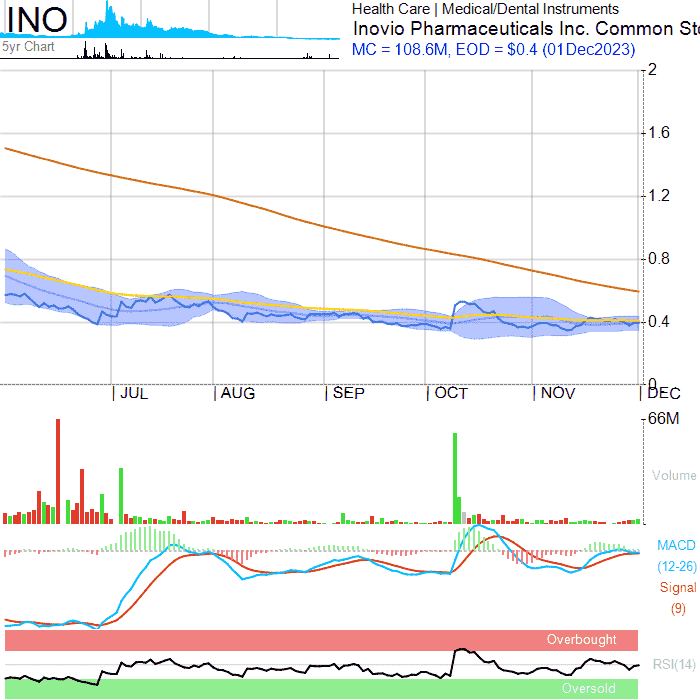 INO
5yr Chart
Health Care | Medical/Dental Instruments
Inovio Pharmaceuticals Inc. Common Sto
MC = 108.6M, EOD = $0.4 (01Dec2023)
2
1.6
1.2
0.8
0.4
0
JUL AUG SEP OCT NOV DEC
66M
Volume
MACD
(12-26)
Signal
(9)
Overbought
RSI(14)
Oversold